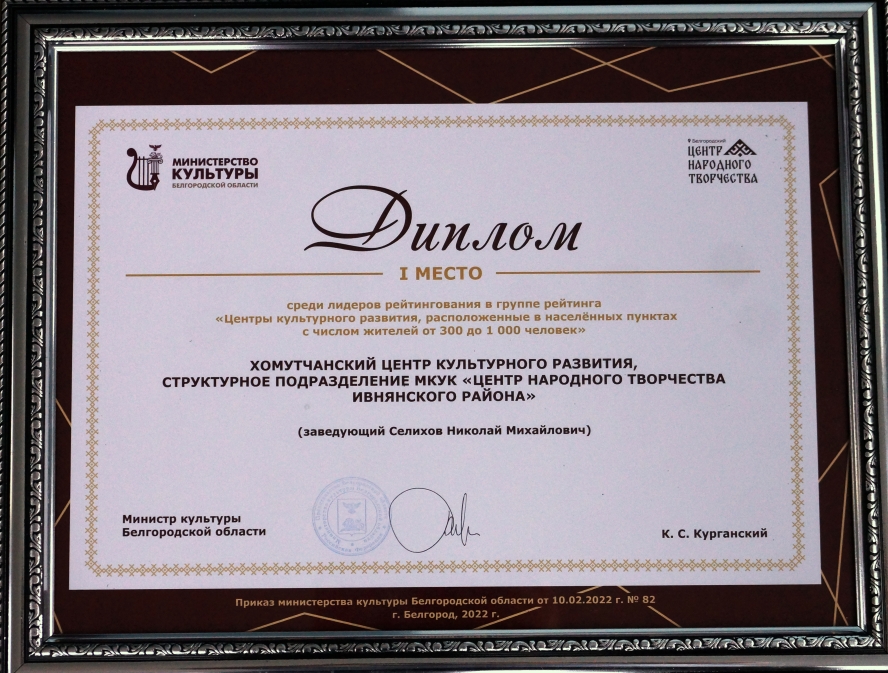 МИНИСТЕРСТВО
КУЛЬТУРЫ
БЕЛГОРОДСКОЙ ОБЛАСТИ
Белгородский
ЦЕНТР
НАРОДНОГО
ТВОРЧЕСТВА
Диплом
I МЕСТО
среди лидеров рейтингования в группе рейтинга
«Центры культурного развития, расположенные в населённых пунктах
с числом жителей от 300 до 1 000 человек»
ХОМУТЧАНСКИЙ ЦЕНТР КУЛЬТУРНОГО РАЗВИТИЯ,
СТРУКТУРНОЕ ПОДРАЗДЕЛЕНИЕ МКУК «ЦЕНТР НАРОДНОГО ТВОРЧЕСТВА
ИВНЯНСКОГО РАЙОНА»
(заведующий Селихов Николай Михайлович)
Министр культуры
Белгородской области
К. С. Курганский
Приказ министерства культуры Белгородской области от 10.02.2022 г. № 82
г. Белгород, 2022 г.